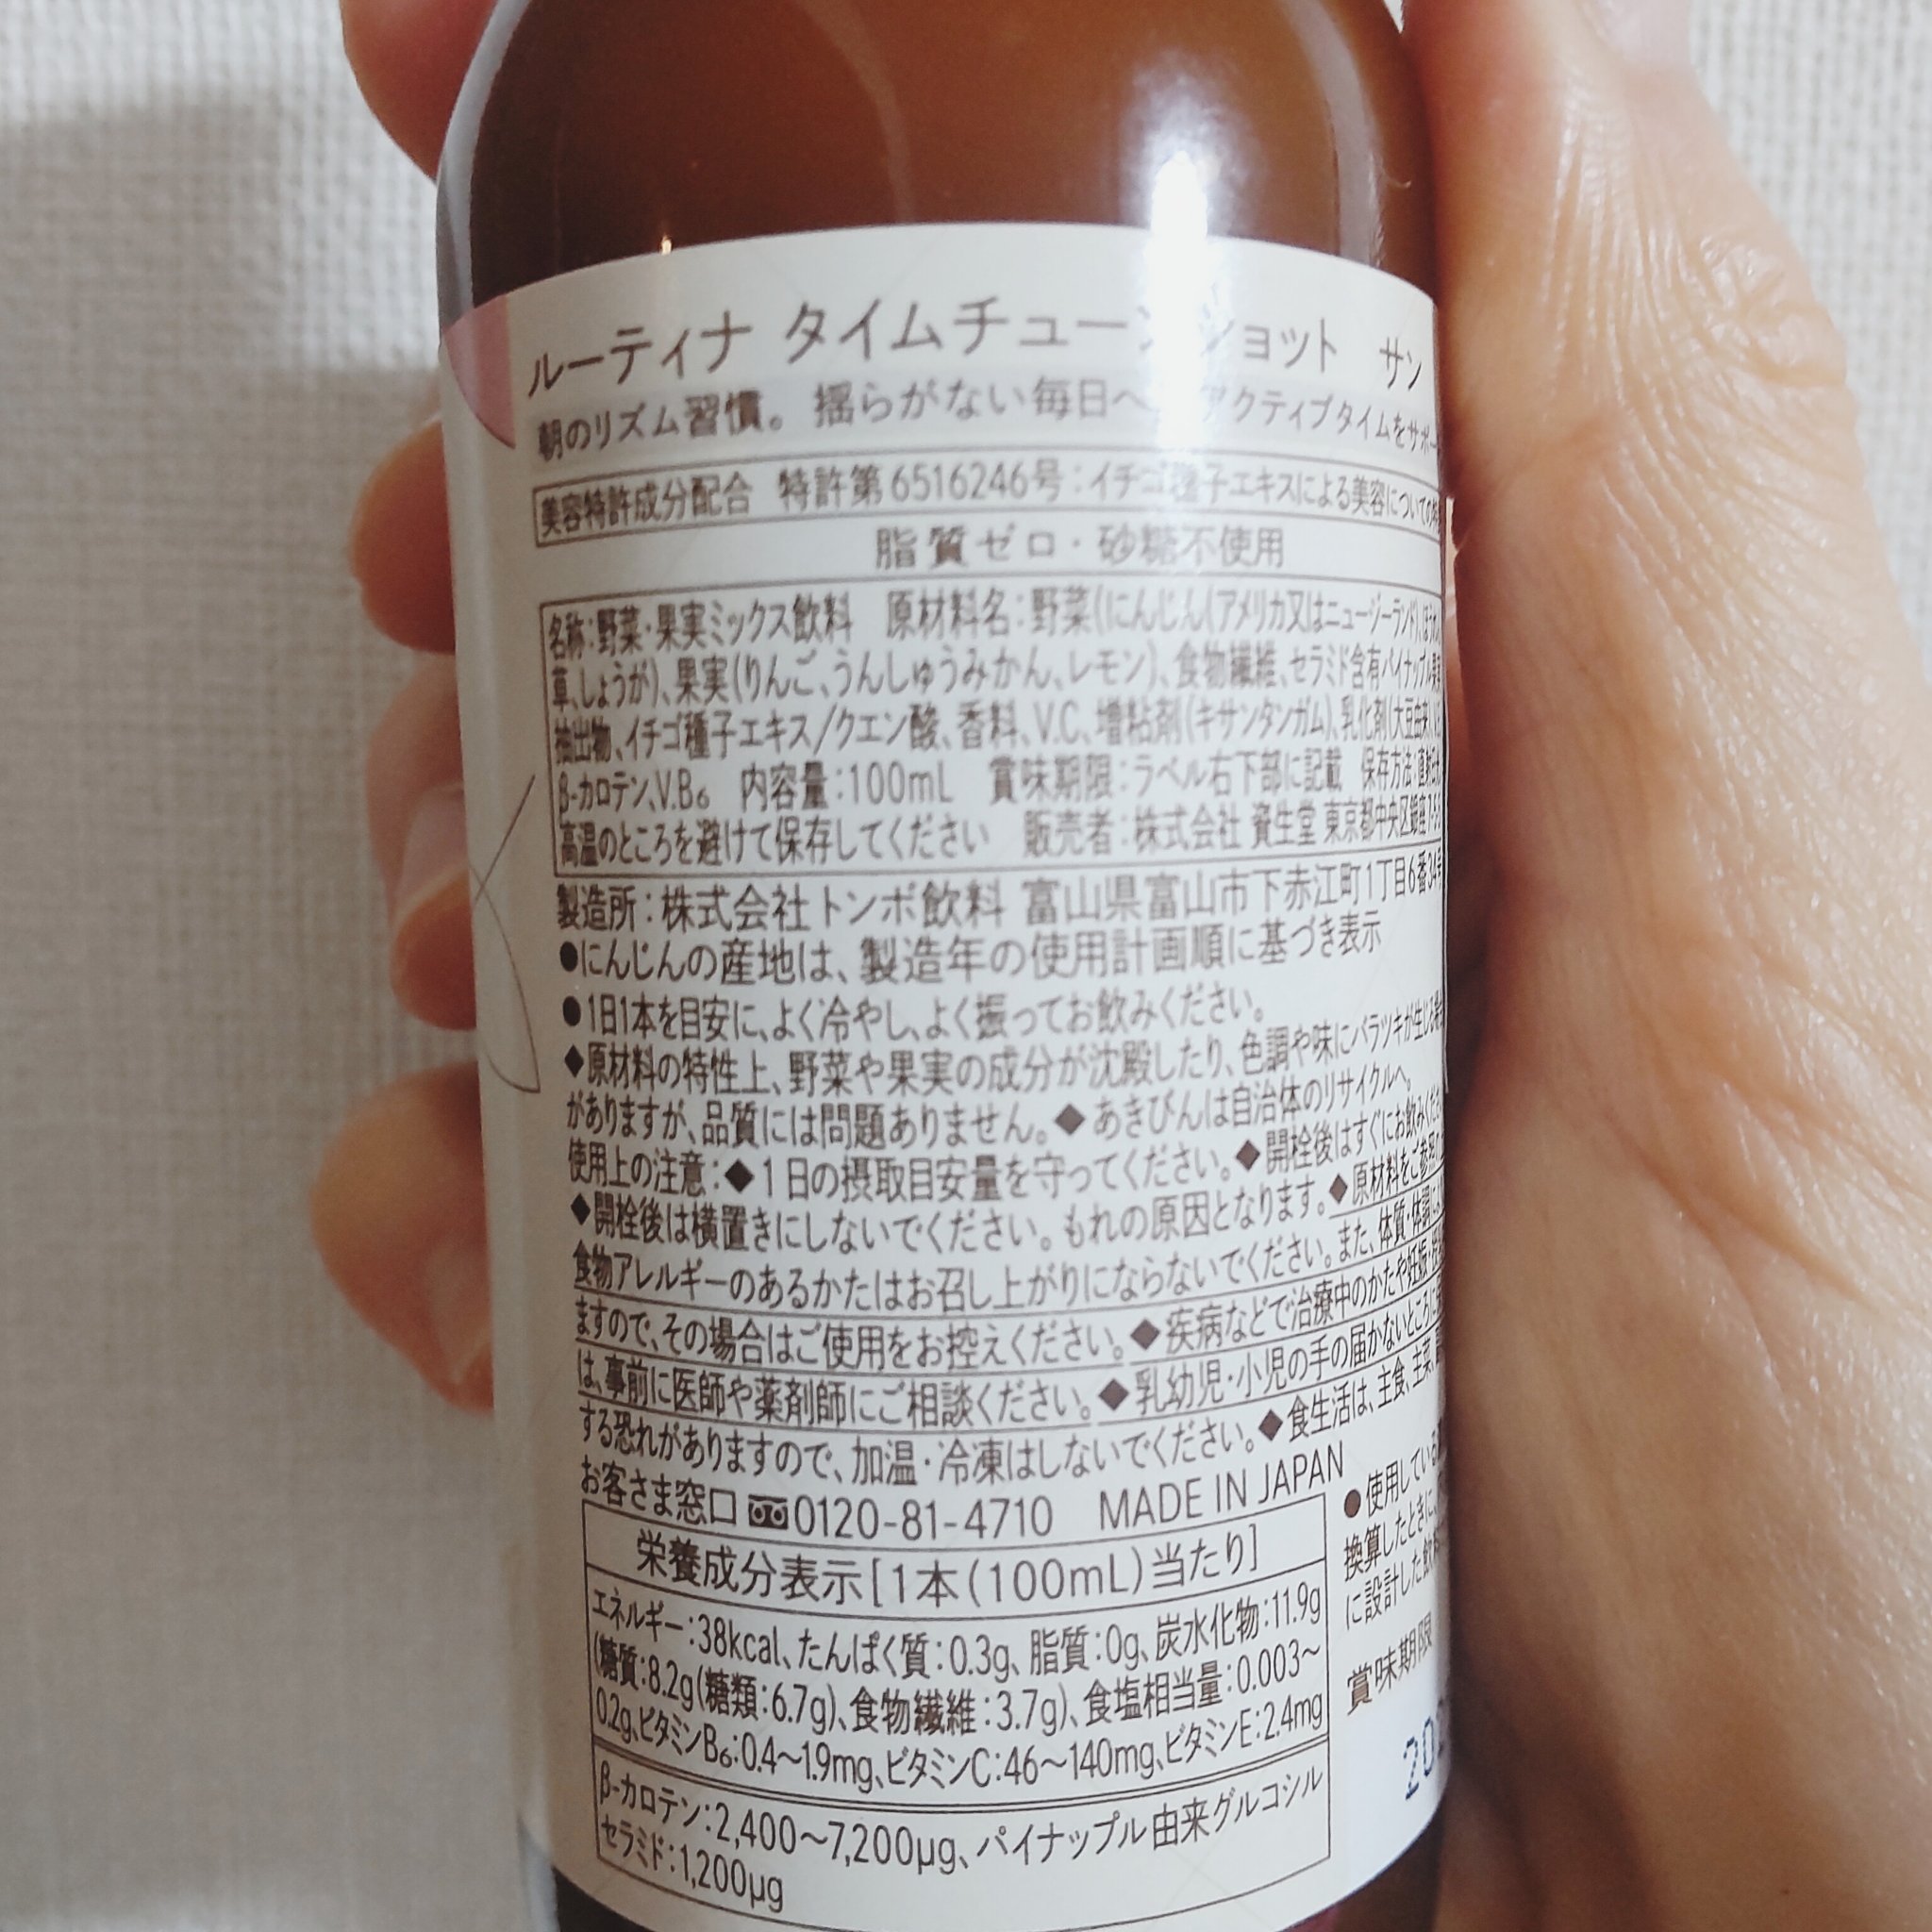 ルーティナ タイムチューン ショット サン
朝のリズム習慣。揺らがない毎日へ アクティブタイムをサポー
美容特許成分配合 特許第6516246号：イチゴ種子エキスによる美容についての
脂質ゼロ・砂糖不使用
名称：野菜・果実ミックス飲料 原材料名：野菜（にんじん（アメリカ又はニュージーランド）、ほうれん
草、しょうが）、果実（りんご、うんしゅうみかん、レモン）、食物繊維、セラミド含有パイナップル
抽出物、イチゴ種子エキス/クエン酸、香料、V.C、増粘剤（キサンタンガム）、乳化剤（大豆由来）、
β-カロテン、V.B₆ 内容量：100mL 賞味期限：ラベル右下部に記載 保存方法：直射日光
高温のところを避けて保存してください 販売者：株式会社 資生堂 東京都中央区銀座7-5-5
製造所：株式会社トンボ飲料 富山県富山市下赤江町1丁目6番34号
●にんじんの産地は、製造年の使用計画順に基づき表示
●1日1本を目安に、よく冷やし、よく振ってお飲みください。
◆原材料の特性上、野菜や果実の成分が沈殿したり、色調や味にバラツキが生じる場合
がありますが、品質には問題ありません。◆あきびんは自治体のリサイクルへ。
使用上の注意：◆1日の摂取目安量を守ってください。◆開栓後はすぐにお飲みくださ
◆開栓後は横置きにしないでください。もれの原因となります。◆原材料をご参照の
食物アレルギーのあるかたはお召し上がりにならないでください。また、体質・体調に
ますので、その場合はご使用をお控えください。◆疾病などで治療中のかたや妊娠・
は、事前に医師や薬剤師にご相談ください。◆乳幼児・小児の手の届かないところに
する恐れがありますので、加温・冷凍はしないでください。◆食生活は、主食、主菜、
お客さま窓口 0120-81-4710 MADE IN JAPAN
栄養成分表示［1本（100mL）当たり］
エネルギー：38kcal、たんぱく質：0.3g、脂質：0g、炭水化物：11.9g
（糖質：8.2g（糖類：6.7g）、食物繊維：3.7g）、食塩相当量：0.003～
0.2g、ビタミンB₆：0.4～1.9mg、ビタミンC：46～140mg、ビタミンE：2.4mg
β-カロテン：2,400～7,200μg、パイナップル由来グルコシル
セラミド：1,200μg
●使用している
換算したときに
に設計した飲
賞味期限
20